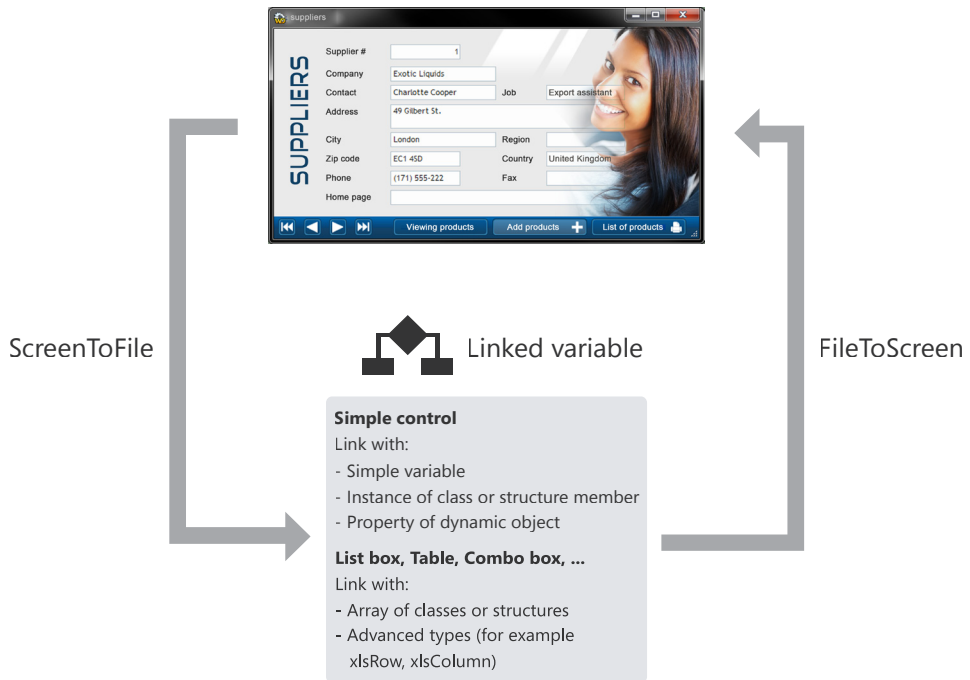 suppliers
SUPPLIERS
Supplier # 1
Company Exotic Liquids
Contact Charlotte Cooper Job Export assistant
Address 49 Gilbert St.
City London Region
Zip code EC1 4SD Country United Kingdom
Phone (171) 555-222 Fax
Home page
Viewing products Add products List of products
ScreenToFile
Linked variable
FileToScreen
Simple control
Link with:
- Simple variable
- Instance of class or structure member
- Property of dynamic object
List box, Table, Combo box, ...
Link with:
- Array of classes or structures
- Advanced types (for example
xlsRow, xlsColumn)